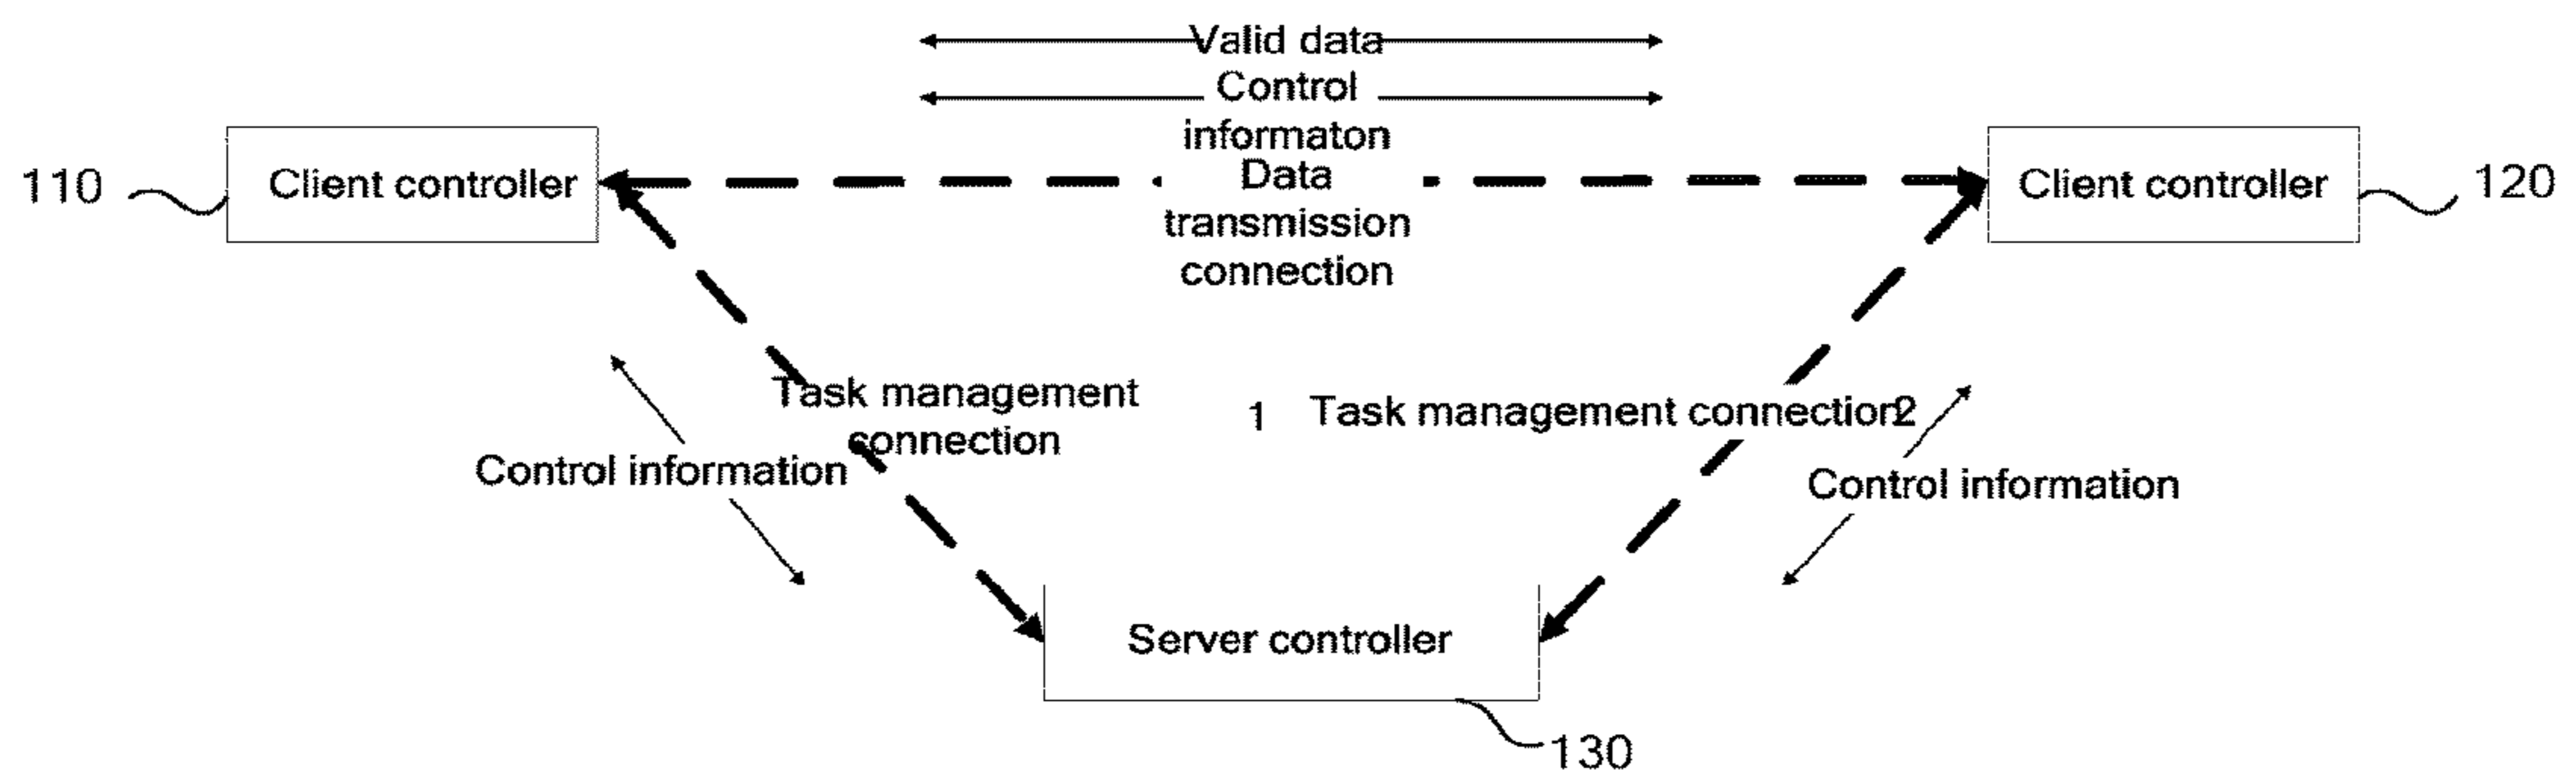 Valid data
Control
informaton
110
Client controller
Data
transmission
connection
Client controller
120
Task management
connection
1
Task management connection2
Control information
Control information
Server controller
130